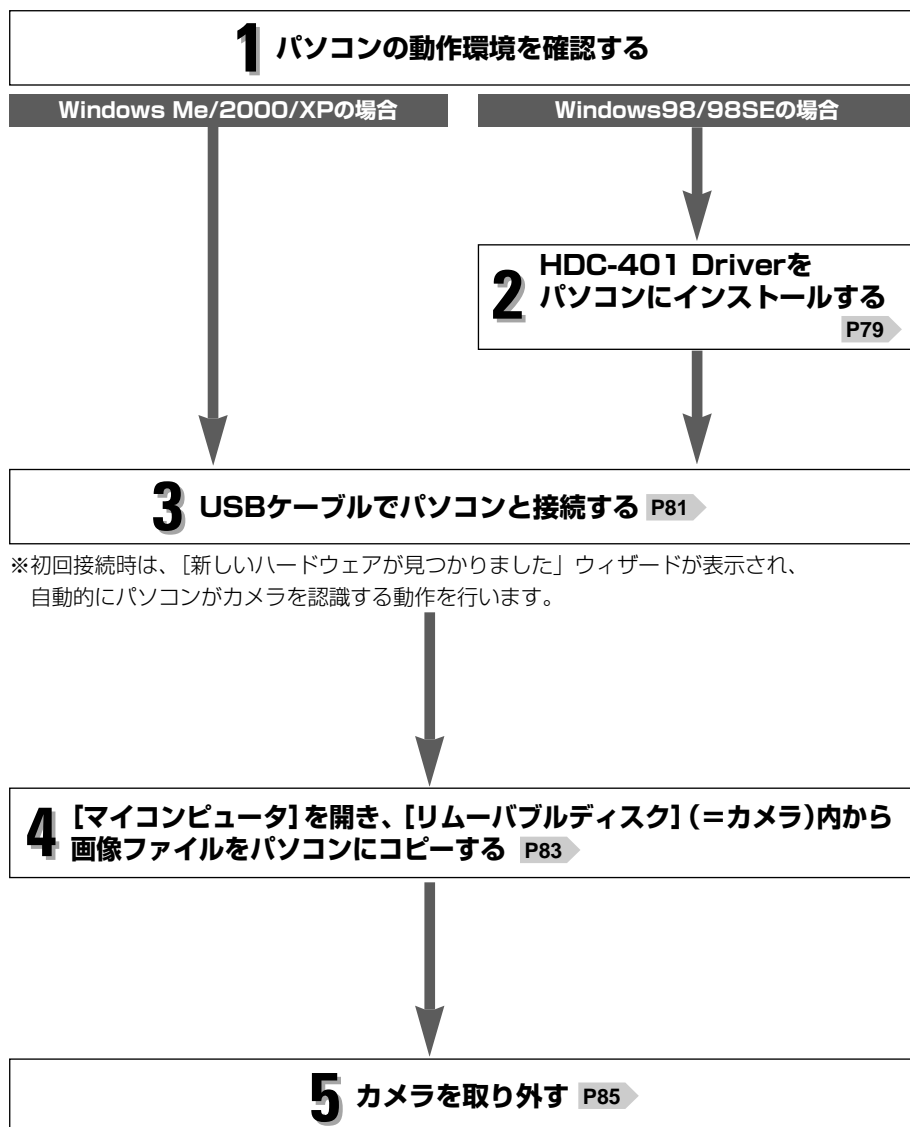 1 パソコンの動作環境を確認する
Windows Me/2000/XPの場合
Windows98/98SEの場合
2 HDC-401 Driverを
パソコンにインストールする
P79
3 USBケーブルでパソコンと接続する P81
※初回接続時は、[新しいハードウェアが見つかりました」ウィザードが表示され、
自動的にパソコンがカメラを認識する動作を行います。
4 [マイコンピュータ]を開き、[リムーバブルディスク](=カメラ)内から
画像ファイルをパソコンにコピーする P83
5 カメラを取り外す P85